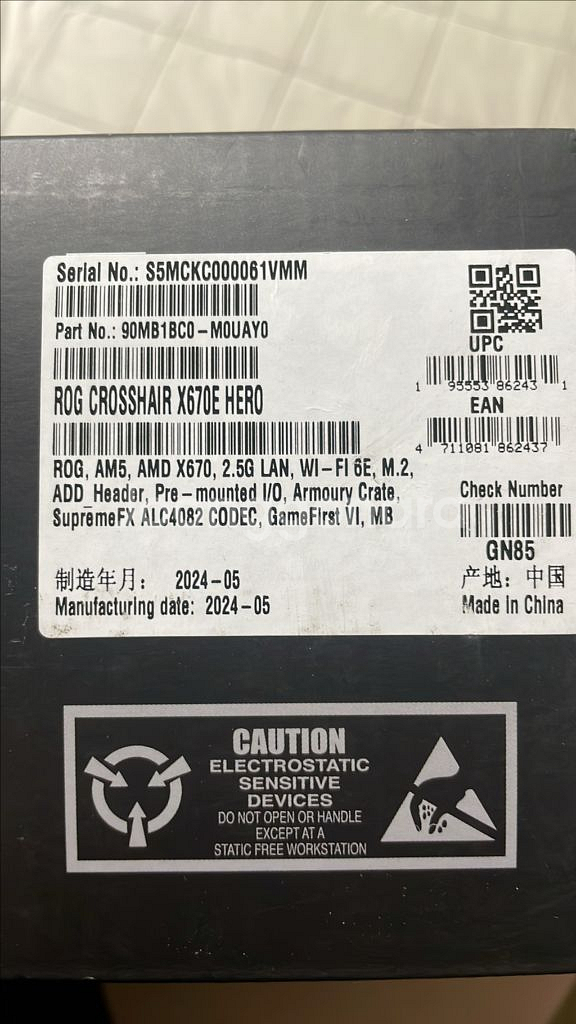 Serial No.: S5MCKC000061VMM
Part No.: 90MB1BC0-M0UAY0
ROG CROSSHAIR X670E HERO
UPC
1 95553 86243 1
EAN
4 711081 862437
ROG, AM5, AMD X670, 2.5G LAN, WI-FI 6E, M.2,
ADD_Header, Pre-mounted I/O, Armoury Crate,
SupremeFX ALC4082 CODEC, GameFirst VI, MB
Check Number
GN85
制造年月: 2024-05
产地: 中国
Manufacturing date: 2024-05
Made In China
CAUTION
ELECTROSTATIC
SENSITIVE
DEVICES
DO NOT OPEN OR HANDLE
EXCEPT AT A
STATIC FREE WORKSTATION